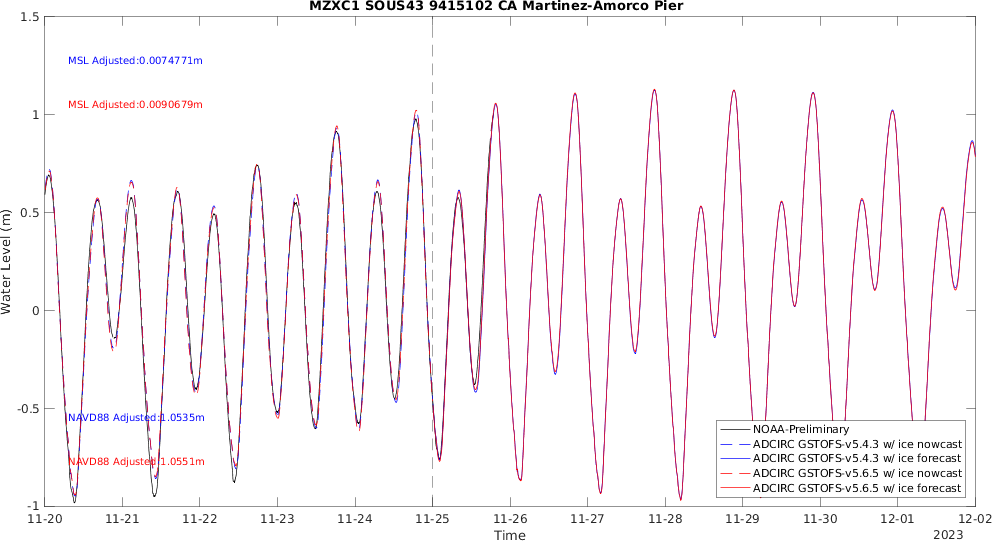 MZXC1 SOUS43 9415102 CA Martinez-Amorco Pier
1.5
MSL Adjusted:0.0074771m
MSL Adjusted:0.0090679m
1
0.5
0
-0.5
-1
Water Level (m)
NAVD88 Adjusted:1.0535m
NAVD88 Adjusted:1.0551m
NOAA-Preliminary
ADCIRC GSTOFS-v5.4.3 w/ ice nowcast
ADCIRC GSTOFS-v5.4.3 w/ ice forecast
ADCIRC GSTOFS-v5.6.5 w/ ice nowcast
ADCIRC GSTOFS-v5.6.5 w/ ice forecast
11-20 11-21 11-22 11-23 11-24 11-25 11-26 11-27 11-28 11-29 11-30 12-01 12-02
Time
2023